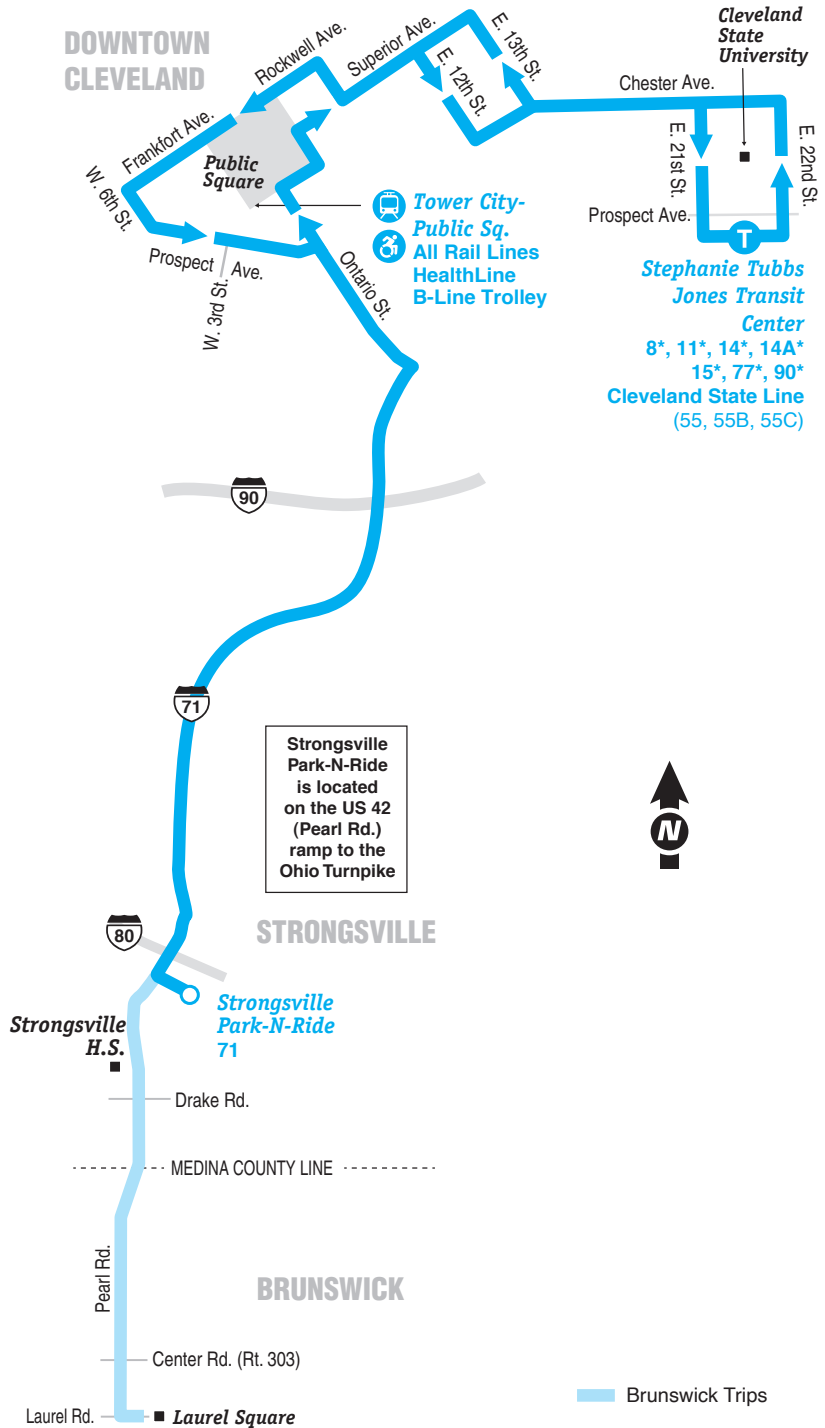 DOWNTOWN
CLEVELAND
Rockwell Ave.
Superior Ave.
E. 13th St.
E. 12th St.
Cleveland
State
University
Chester Ave.
Frankfort Ave.
Public
Square
W. 6th St.
E. 21st St.
E. 22nd St.
Prospect Ave.
T
Prospect Ave.
W. 3rd St.
Ontario St.
Tower City-
Public Sq.
All Rail Lines
HealthLine
B-Line Trolley
Stephanie Tubbs
Jones Transit
Center
8*, 11*, 14*, 14A*
15*, 77*, 90*
Cleveland State Line
(55, 55B, 55C)
90
71
Strongsville
Park-N-Ride
is located
on the US 42
(Pearl Rd.)
ramp to the
Ohio Turnpike
N
80
STRONGSVILLE
Strongsville
Park-N-Ride
71
Strongsville
H.S.
Drake Rd.
MEDINA COUNTY LINE
Pearl Rd.
BRUNSWICK
Center Rd. (Rt. 303)
Laurel Rd.
Laurel Square
Brunswick Trips